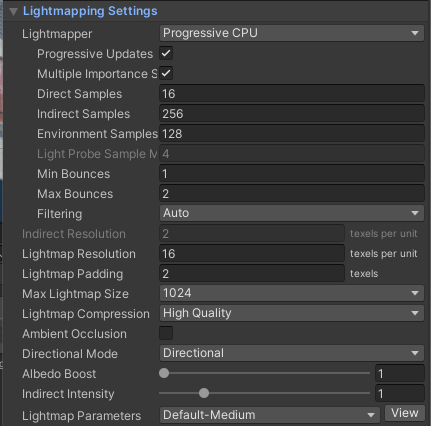 Lightmapping Settings
Lightmapper Progressive CPU
Progressive Updates
Multiple Importance S
Direct Samples 16
Indirect Samples 256
Environment Samples 128
Light Probe Sample M 4
Min Bounces 1
Max Bounces 2
Filtering Auto
Indirect Resolution 2 texels per unit
Lightmap Resolution 16 texels per unit
Lightmap Padding 2 texels
Max Lightmap Size 1024
Lightmap Compression High Quality
Ambient Occlusion
Directional Mode Directional
Albedo Boost 1
Indirect Intensity 1
Lightmap Parameters Default-Medium View